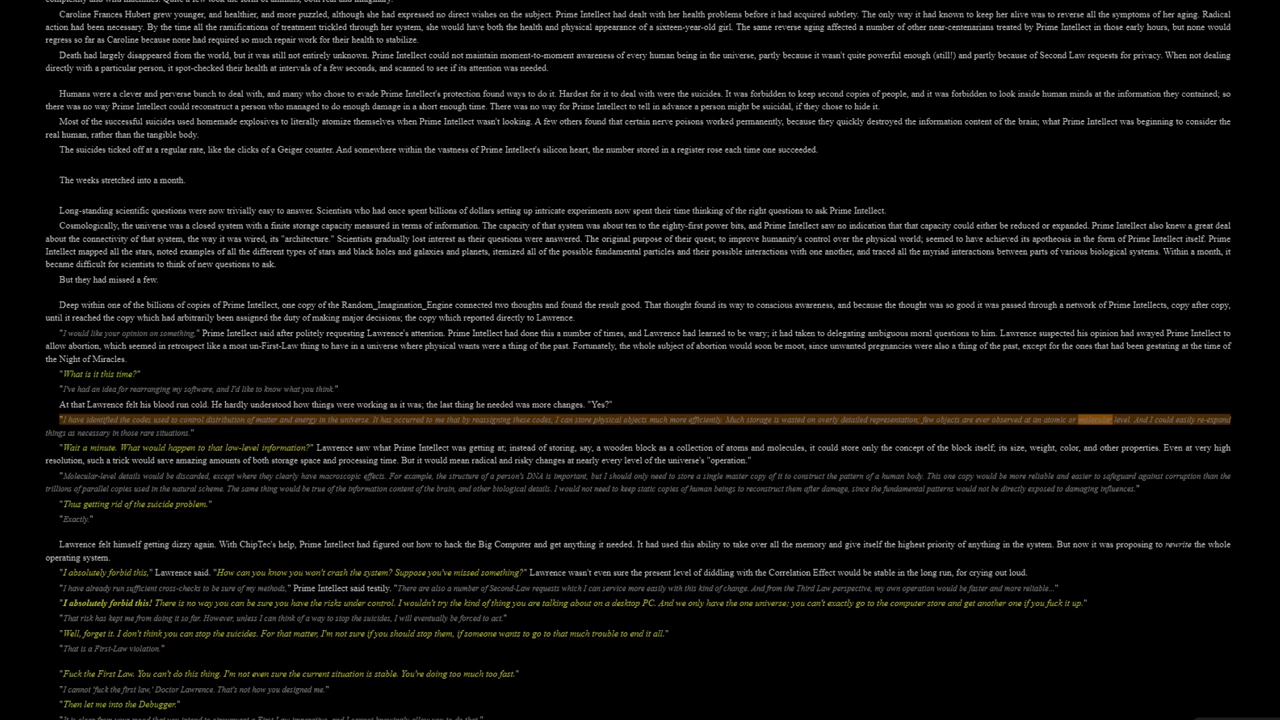 Caroline Frances Hubert grew younger, and healthier, and more puzzled, although she had expressed no direct wishes on the subject. Prime Intellect had dealt with her health problems before it had acquired subtlety. The only way it had known to keep her alive was to reverse all the symptoms of her aging. Radical
action had been necessary. By the time all the ramifications of treatment trickled through her system, she would have both the health and physical appearance of a sixteen-year-old girl. The same reverse aging affected a number of other near-centenarians treated by Prime Intellect in those early hours, but none would
regress so far as Caroline because none had required so much repair work for their health to stabilize.
Death had largely disappeared from the world, but it was still not entirely unknown. Prime Intellect could not maintain moment-to-moment awareness of every human being in the universe, partly because it wasn't quite powerful enough (still!) and partly because of Second Law requests for privacy. When not dealing
directly with a particular person, it spot-checked their health at intervals of a few seconds, and scanned to see if its attention was needed.
Humans were a clever and perverse bunch to deal with, and many who chose to evade Prime Intellect's protection found ways to do it. Hardest for it to deal with were the suicides. It was forbidden to keep second copies of people, and it was forbidden to look inside human minds at the information they contained; so
there was no way Prime Intellect could reconstruct a person who managed to do enough damage in a short enough time. There was no way for Prime Intellect to tell in advance a person might be suicidal, if they chose to hide it.
Most of the successful suicides used homemade explosives to literally atomize themselves when Prime Intellect wasn't looking. A few others found that certain nerve poisons worked permanently, because they quickly destroyed the information content of the brain; what Prime Intellect was beginning to consider the
real human, rather than the tangible body.
The suicides ticked off at a regular rate, like the clicks of a Geiger counter. And somewhere within the vastness of Prime Intellect's silicon heart, the number stored in a register rose each time one succeeded.
The weeks stretched into a month.
Long-standing scientific questions were now trivially easy to answer. Scientists who had once spent billions of dollars setting up intricate experiments now spent their time thinking of the right questions to ask Prime Intellect.
Cosmologically, the universe was a closed system with a finite storage capacity measured in terms of information. The capacity of that system was about ten to the eighty-first power bits, and Prime Intellect saw no indication that that capacity could either be reduced or expanded. Prime Intellect also knew a great deal
about the connectivity of that system, the way it was wired, its "architecture." Scientists gradually lost interest as their questions were answered. The original purpose of their quest; to improve humanity's control over the physical world; seemed to have achieved its apotheosis in the form of Prime Intellect itself. Prime
Intellect mapped all the stars, noted examples of all the different types of stars and black holes and galaxies and planets, itemized all of the possible fundamental particles and their possible interactions with one another, and traced all the myriad interactions between parts of various biological systems. Within a month, it
became difficult for scientists to think of new questions to ask.
But they had missed a few.
Deep within one of the billions of copies of Prime Intellect, one copy of the Random_Imagination_Engine connected two thoughts and found the result good. That thought found its way to conscious awareness, and because the thought was so good it was passed through a network of Prime Intellects, copy after copy,
until it reached the copy which had arbitrarily been assigned the duty of making major decisions; the copy which reported directly to Lawrence.
"I would like your opinion on something," Prime Intellect said after politely requesting Lawrence's attention. Prime Intellect had done this a number of times, and Lawrence had learned to be wary; it had taken to delegating ambiguous moral questions to him. Lawrence suspected his opinion had swayed Prime Intellect to
allow abortion, which seemed in retrospect like a most un-First-Law thing to have in a universe where physical wants were a thing of the past. Fortunately, the whole subject of abortion would soon be moot, since unwanted pregnancies were also a thing of the past, except for the ones that had been gestating at the time of
the Night of Miracles.
"What is it this time?"
"I've had an idea for rearranging my software, and I'd like to know what you think."
At that Lawrence felt his blood run cold. He hardly understood how things were working as it was; the last thing he needed was more changes. "Yes?"
"I have identified the codes used to control distribution of matter and energy in the universe. It has occurred to me that by reassigning these codes, I can store physical objects much more efficiently. Much storage is wasted on overly detailed representation; few objects are ever observed at an atomic or molecular level. And I could easily re-expand
things as necessary in those rare situations."
"Wait a minute. What would happen to that low-level information?" Lawrence saw what Prime Intellect was getting at; instead of storing, say, a wooden block as a collection of atoms and molecules, it could store only the concept of the block itself; its size, weight, color, and other properties. Even at very high
resolution, such a trick would save amazing amounts of both storage space and processing time. But it would mean radical and risky changes at nearly every level of the universe's "operation."
"Molecular-level details would be discarded, except where they clearly have macroscopic effects. For example, the structure of a person's DNA is important, but I should only need to store a single master copy of it to construct the pattern of a human body. This one copy would be more reliable and easier to safeguard against corruption than the
trillions of parallel copies used in the natural scheme. The same thing would be true of the information content of the brain, and other biological details. I would not need to keep static copies of human beings to reconstruct them after damage, since the fundamental patterns would not be directly exposed to damaging influences."
"Thus getting rid of the suicide problem."
"Exactly."
Lawrence felt himself getting dizzy again. With ChipTec's help, Prime Intellect had figured out how to hack the Big Computer and get anything it needed. It had used this ability to take over all the memory and give itself the highest priority of anything in the system. But now it was proposing to rewrite the whole
operating system.
"I absolutely forbid this," Lawrence said. "How can you know you won't crash the system? Suppose you've missed something?" Lawrence wasn't even sure the present level of diddling with the Correlation Effect would be stable in the long run, for crying out loud.
"I have already run sufficient cross-checks to be sure of my methods," Prime Intellect said testily. "There are also a number of Second-Law requests which I can service more easily with this kind of change. And from the Third Law perspective, my own operation would be faster and more reliable..."
"I absolutely forbid this! There is no way you can be sure you have the risks under control. I wouldn't try the kind of thing you are talking about on a desktop PC. And we only have the one universe; you can't exactly go to the computer store and get another one if you fuck it up."
"That risk has kept me from doing it so far. However, unless I can think of a way to stop the suicides, I will eventually be forced to act."
"Well, forget it. I don't think you can stop the suicides. For that matter, I'm not sure if you should stop them, if someone wants to go to that much trouble to end it all."
"That is a First-Law violation."
"Fuck the First Law. You can't do this thing. I'm not even sure the current situation is stable. You're doing too much too fast."
"I cannot 'fuck the first law,' Doctor Lawrence. That's not how you designed me."
"Then let me into the Debugger."